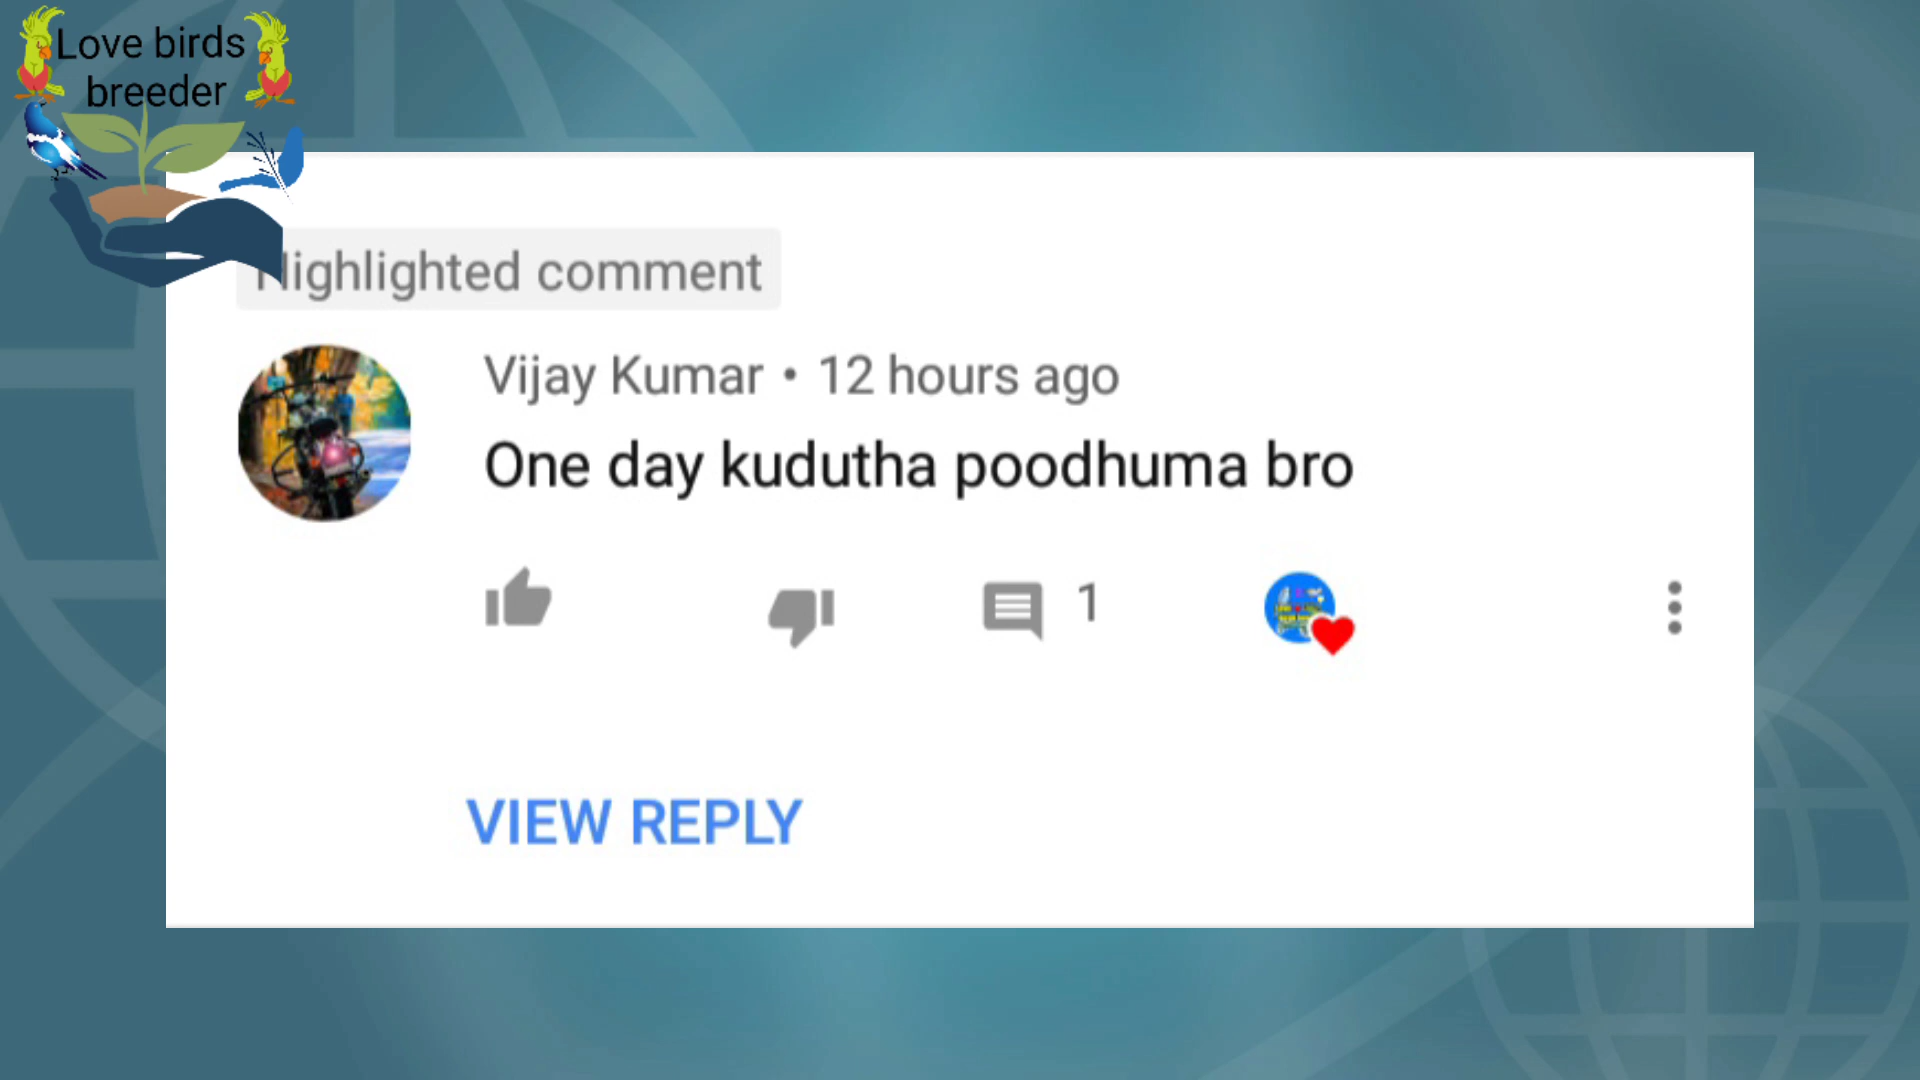 Love birds
breeder
Highlighted comment
Vijay Kumar • 12 hours ago
One day kudutha poodhuma bro
1
VIEW REPLY